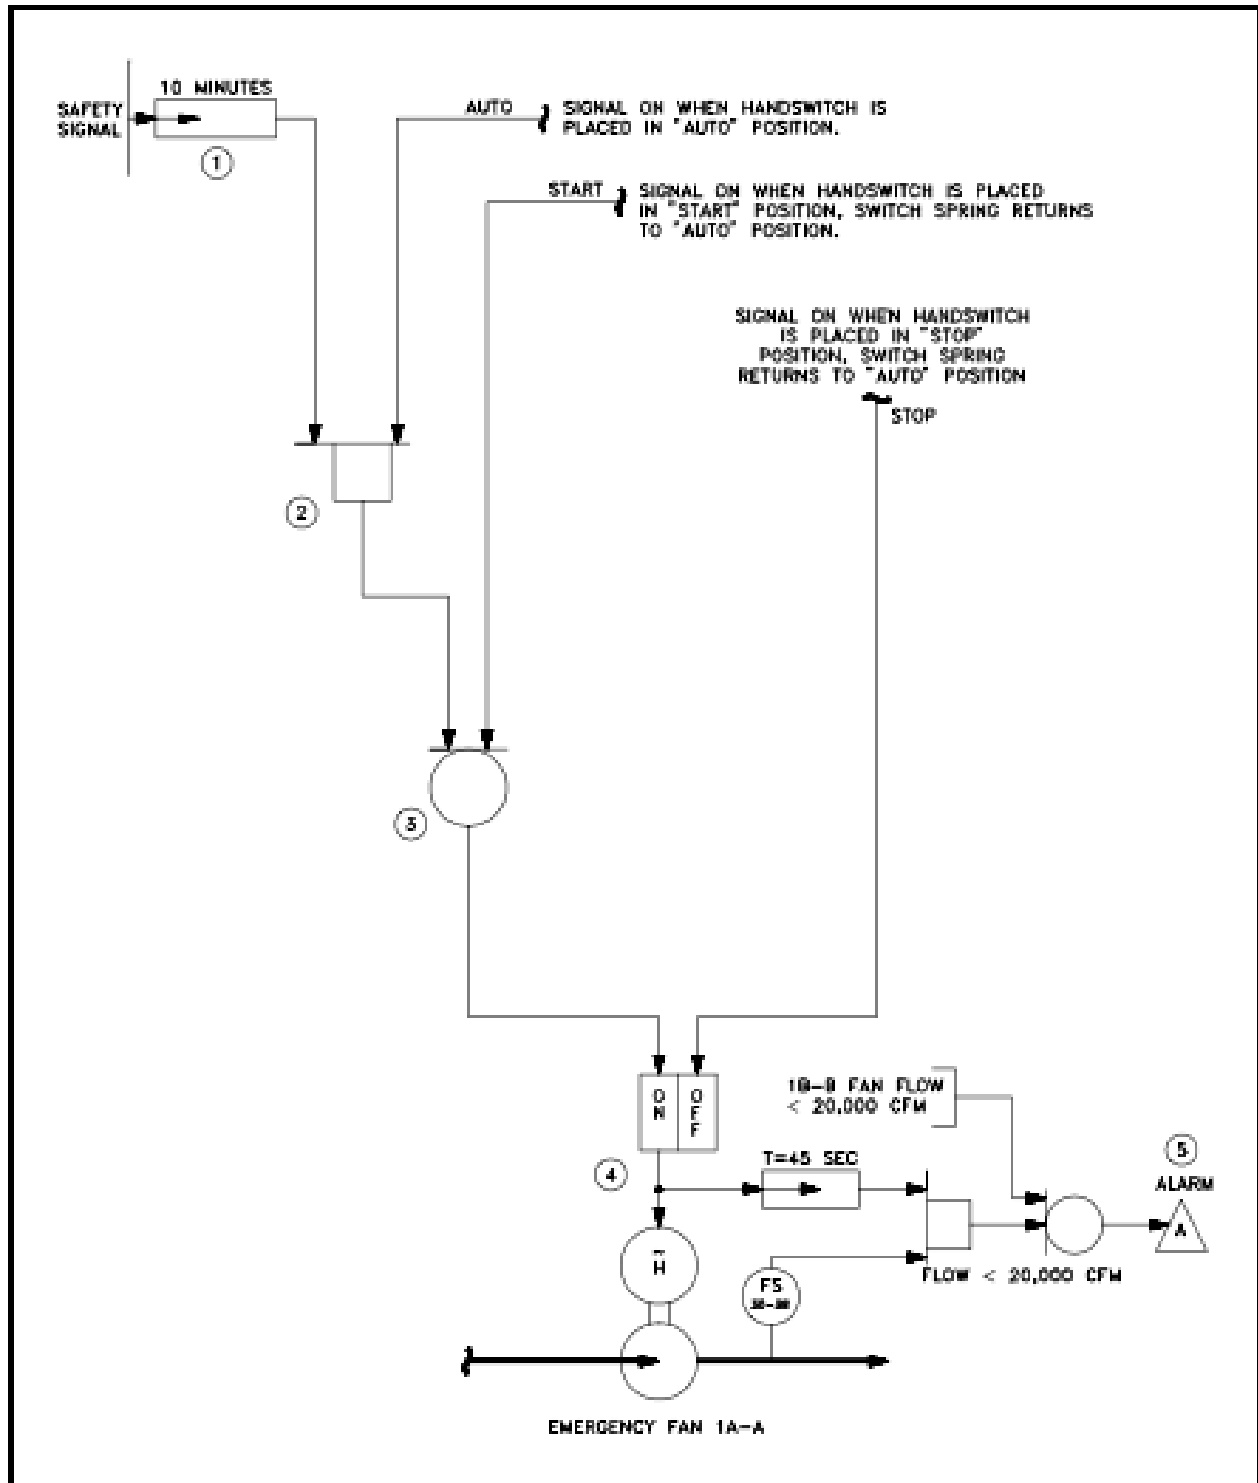 10 MINUTES
SAFETY
SIGNAL
1
AUTO
SIGNAL ON WHEN HANDSWITCH IS
PLACED IN "AUTO" POSITION.
START
SIGNAL ON WHEN HANDSWITCH IS PLACED
IN "START" POSITION, SWITCH SPRING RETURNS
TO "AUTO" POSITION.
SIGNAL ON WHEN HANDSWITCH
IS PLACED IN "STOP"
POSITION, SWITCH SPRING
RETURNS TO "AUTO" POSITION
STOP
2
3
ON
OFF
4
1B-B FAN FLOW
< 20,000 CFM
T=45 SEC
5
ALARM
A
FLOW < 20,000 CFM
FS
EMERGENCY FAN 1A-A